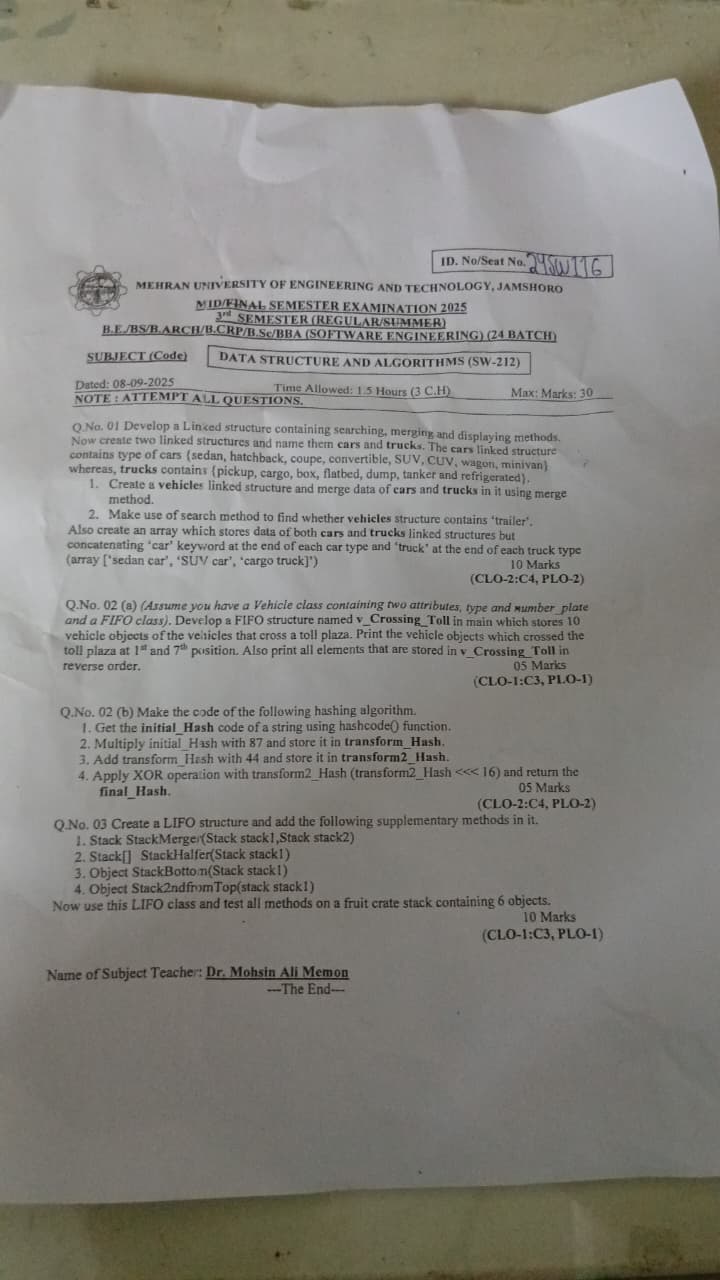 ID. No/Seat No. 24SW116
MEHRAN UNIVERSITY OF ENGINEERING AND TECHNOLOGY, JAMSHORO
MID/FINAL SEMESTER EXAMINATION 2025
3rd SEMESTER (REGULAR/SUMMER)
B.E./BS/B.ARCH/B.CRP/B.Sc/BBA (SOFTWARE ENGINEERING) (24 BATCH)
SUBJECT (Code) DATA STRUCTURE AND ALGORITHMS (SW-212)
Dated: 08-09-2025 Time Allowed: 1.5 Hours (3 C.H) Max: Marks: 30
NOTE : ATTEMPT ALL QUESTIONS.
Q.No. 01 Develop a Linked structure containing searching, merging and displaying methods.
Now create two linked structures and name them cars and trucks. The cars linked structure
contains type of cars {sedan, hatchback, coupe, convertible, SUV, CUV, wagon, minivan}
whereas, trucks contains {pickup, cargo, box, flatbed, dump, tanker and refrigerated}.
1. Create a vehicles linked structure and merge data of cars and trucks in it using merge
method.
2. Make use of search method to find whether vehicles structure contains 'trailer'.
Also create an array which stores data of both cars and trucks linked structures but
concatenating 'car' keyword at the end of each car type and 'truck' at the end of each truck type
(array ['sedan car', 'SUV car', 'cargo truck]')
10 Marks
(CLO-2:C4, PLO-2)
Q.No. 02 (a) (Assume you have a Vehicle class containing two attributes, type and number_plate
and a FIFO class). Develop a FIFO structure named v_Crossing_Toll in main which stores 10
vehicle objects of the vehicles that cross a toll plaza. Print the vehicle objects which crossed the
toll plaza at 1st and 7th position. Also print all elements that are stored in v_Crossing_Toll in
reverse order. 05 Marks
(CLO-1:C3, PLO-1)
Q.No. 02 (b) Make the code of the following hashing algorithm.
1. Get the initial_Hash code of a string using hashcode() function.
2. Multiply initial_Hash with 87 and store it in transform_Hash.
3. Add transform_Hash with 44 and store it in transform2_Hash.
4. Apply XOR operation with transform2_Hash (transform2_Hash <<< 16) and return the
final_Hash. 05 Marks
(CLO-2:C4, PLO-2)
Q.No. 03 Create a LIFO structure and add the following supplementary methods in it.
1. Stack StackMerger(Stack stack1,Stack stack2)
2. Stack[] StackHalfer(Stack stack1)
3. Object StackBottom(Stack stack1)
4. Object Stack2ndfromTop(stack stack1)
Now use this LIFO class and test all methods on a fruit crate stack containing 6 objects.
10 Marks
(CLO-1:C3, PLO-1)
Name of Subject Teacher: Dr. Mohsin Ali Memon
---The End---